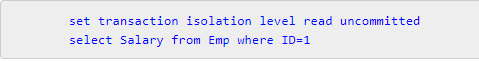 set transaction isolation level read uncommitted
select Salary from Emp where ID=1